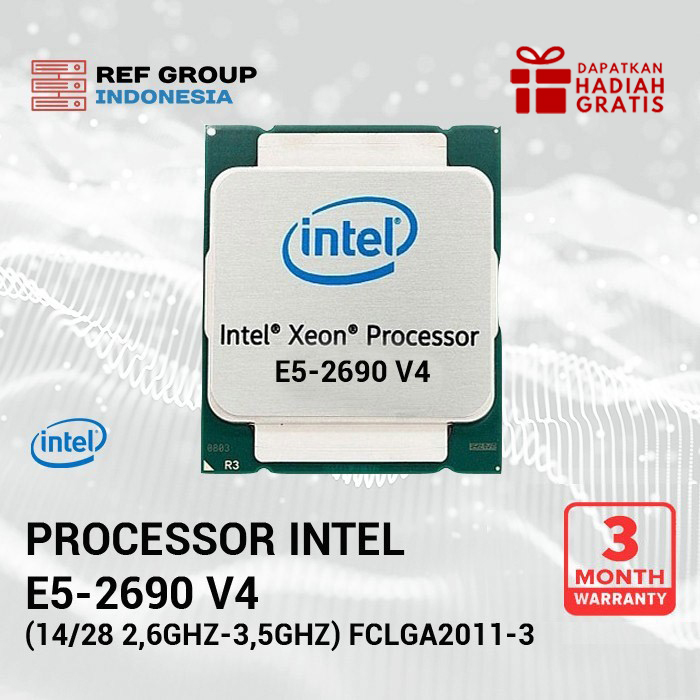 REF GROUP
INDONESIA
DAPATKAN
HADIAH
GRATIS
intel
Intel® Xeon® Processor
E5-2690 V4
0803
R3
intel
PROCESSOR INTEL
E5-2690 V4
(14/28 2,6GHZ-3,5GHZ) FCLGA2011-3
3
MONTH
WARRANTY